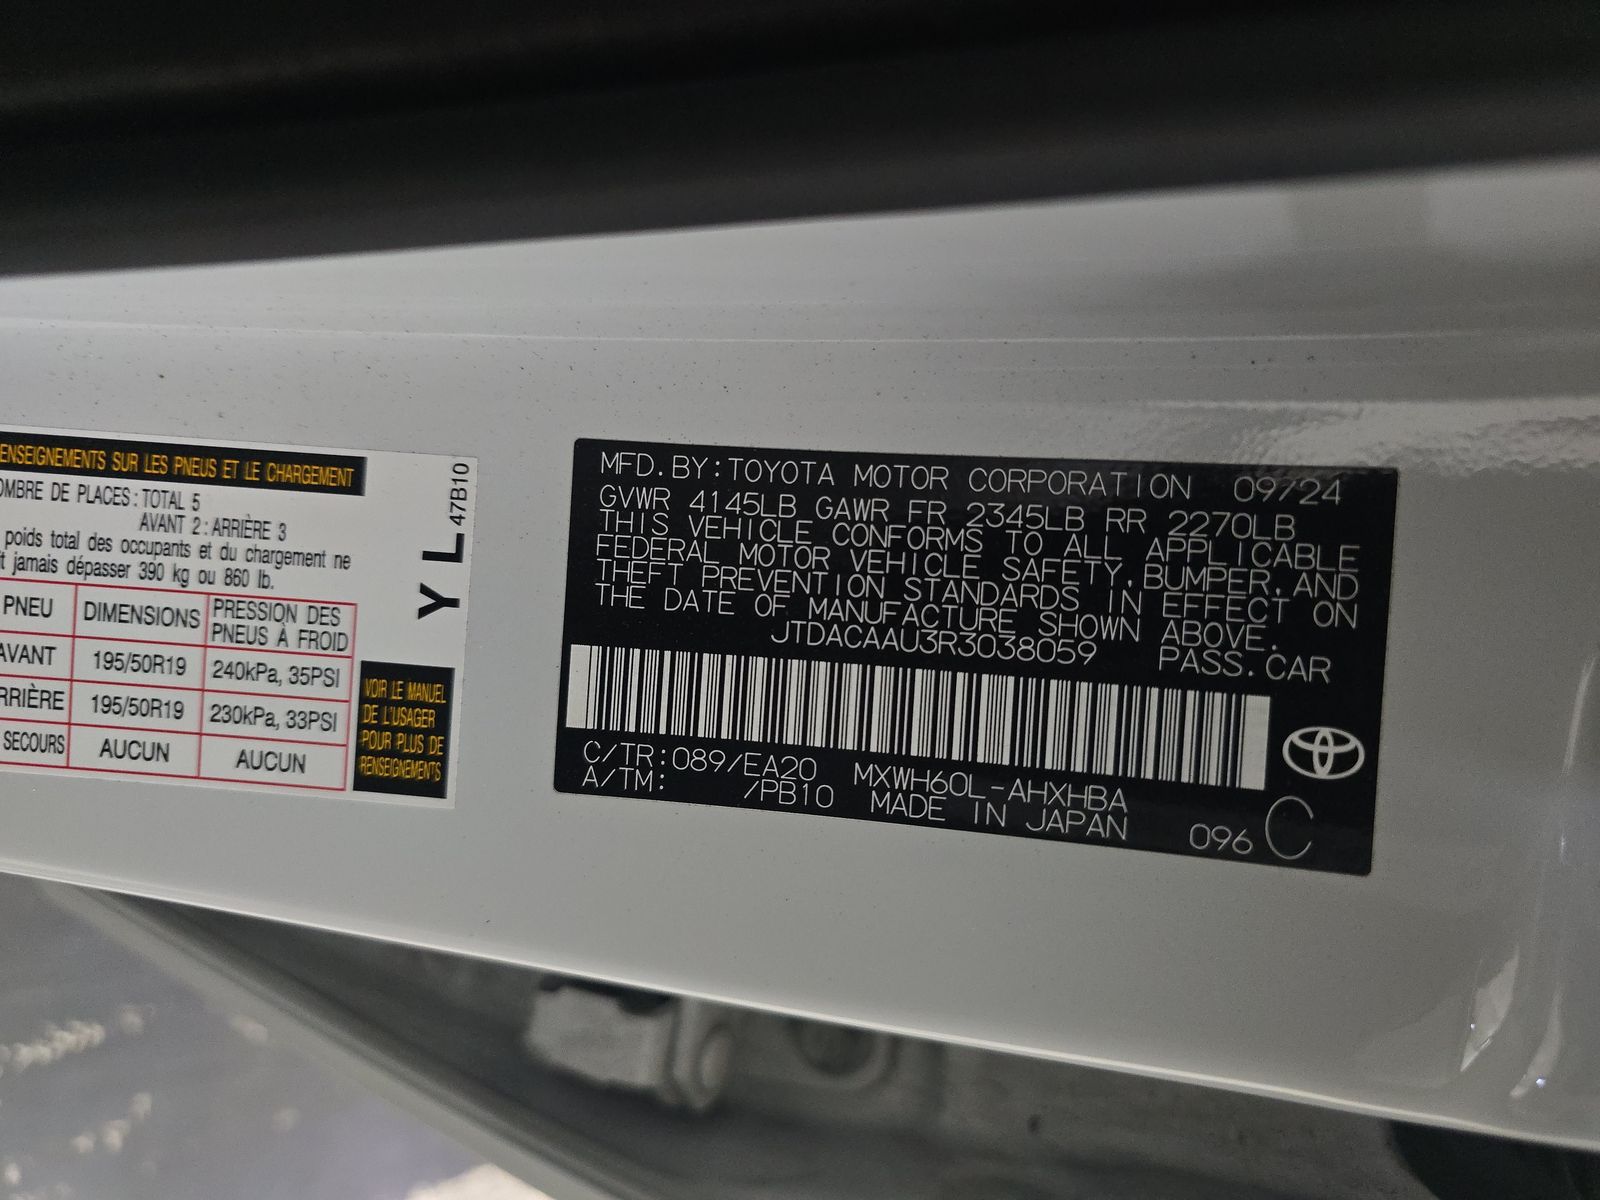 ENSEIGNEMENTS SUR LES PNEUS ET LE CHARGEMENT
OMBRE DE PLACES : TOTAL 5
AVANT 2 : ARRIÈRE 3
poids total des occupants et du chargement ne
it jamais dépasser 390 kg ou 860 lb.
PNEU DIMENSIONS PRESSION DES PNEUS À FROID
AVANT 195/50R19 240kPa, 35PSI
RRIÈRE 195/50R19 230kPa, 33PSI
SECOURS AUCUN AUCUN
Y L 47B10
VOIR LE MANUEL
DE L'USAGER
POUR PLUS DE
RENSEIGNEMENTS
MFD. BY: TOYOTA MOTOR CORPORATION 09/24
GVWR 4145LB GAWR FR 2345LB RR 2270LB
THIS VEHICLE CONFORMS TO ALL APPLICABLE
FEDERAL MOTOR VEHICLE SAFETY, BUMPER, AND
THEFT PREVENTION STANDARDS IN EFFECT ON
THE DATE OF MANUFACTURE SHOWN ABOVE.
JTDACAAU3R3038059 PASS. CAR
C/TR: 089/EA20 MXWH60L-AHXHBA
A/TM: /PB10 MADE IN JAPAN 096 C